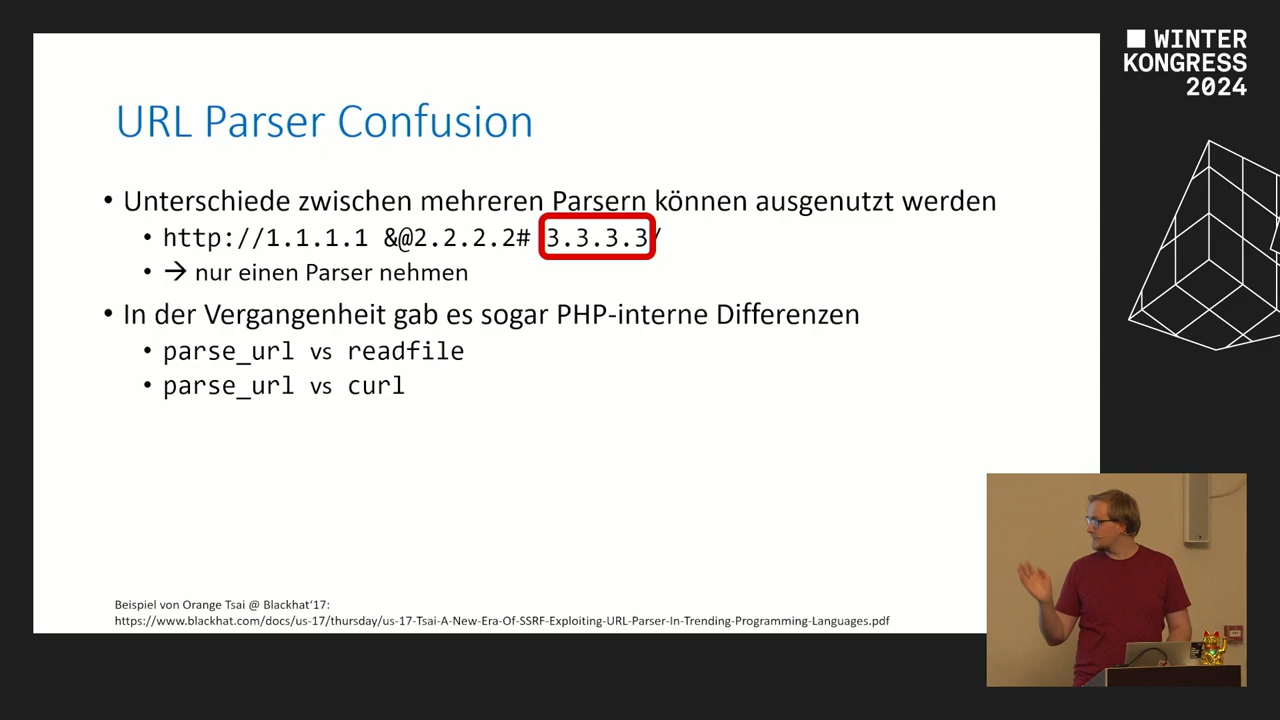 WINTER
KONGRESS
2024
URL Parser Confusion
• Unterschiede zwischen mehreren Parsern können ausgenutzt werden
• http://1.1.1.1 &@2.2.2.2# @3.3.3.3/
• → nur einen Parser nehmen
• In der Vergangenheit gab es sogar PHP-interne Differenzen
• parse_url vs readfile
• parse_url vs curl
Beispiel von Orange Tsai @ Blackhat‘17:
https://www.blackhat.com/docs/us-17/thursday/us-17-Tsai-A-New-Era-Of-SSRF-Exploiting-URL-Parser-In-Trending-Programming-Languages.pdf